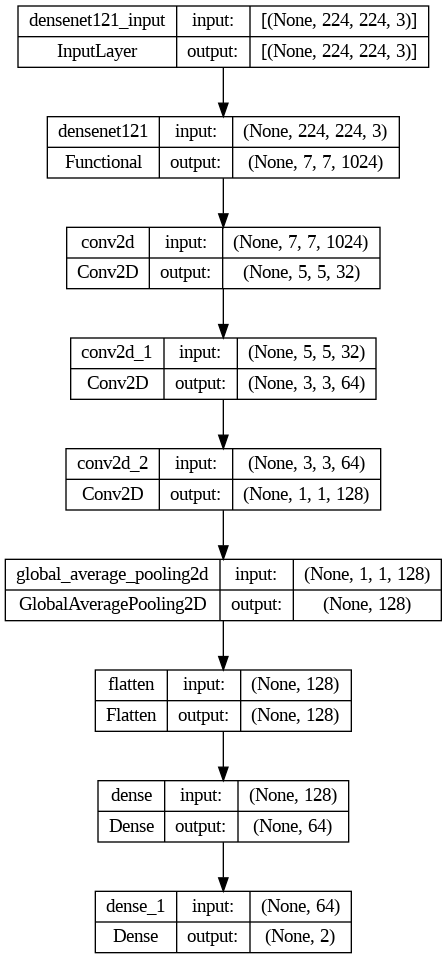 densenet121_input input: [(None, 224, 224, 3)]
InputLayer output: [(None, 224, 224, 3)]
densenet121 input: (None, 224, 224, 3)
Functional output: (None, 7, 7, 1024)
conv2d input: (None, 7, 7, 1024)
Conv2D output: (None, 5, 5, 32)
conv2d_1 input: (None, 5, 5, 32)
Conv2D output: (None, 3, 3, 64)
conv2d_2 input: (None, 3, 3, 64)
Conv2D output: (None, 1, 1, 128)
global_average_pooling2d input: (None, 1, 1, 128)
GlobalAveragePooling2D output: (None, 128)
flatten input: (None, 128)
Flatten output: (None, 128)
dense input: (None, 128)
Dense output: (None, 64)
dense_1 input: (None, 64)
Dense output: (None, 2)